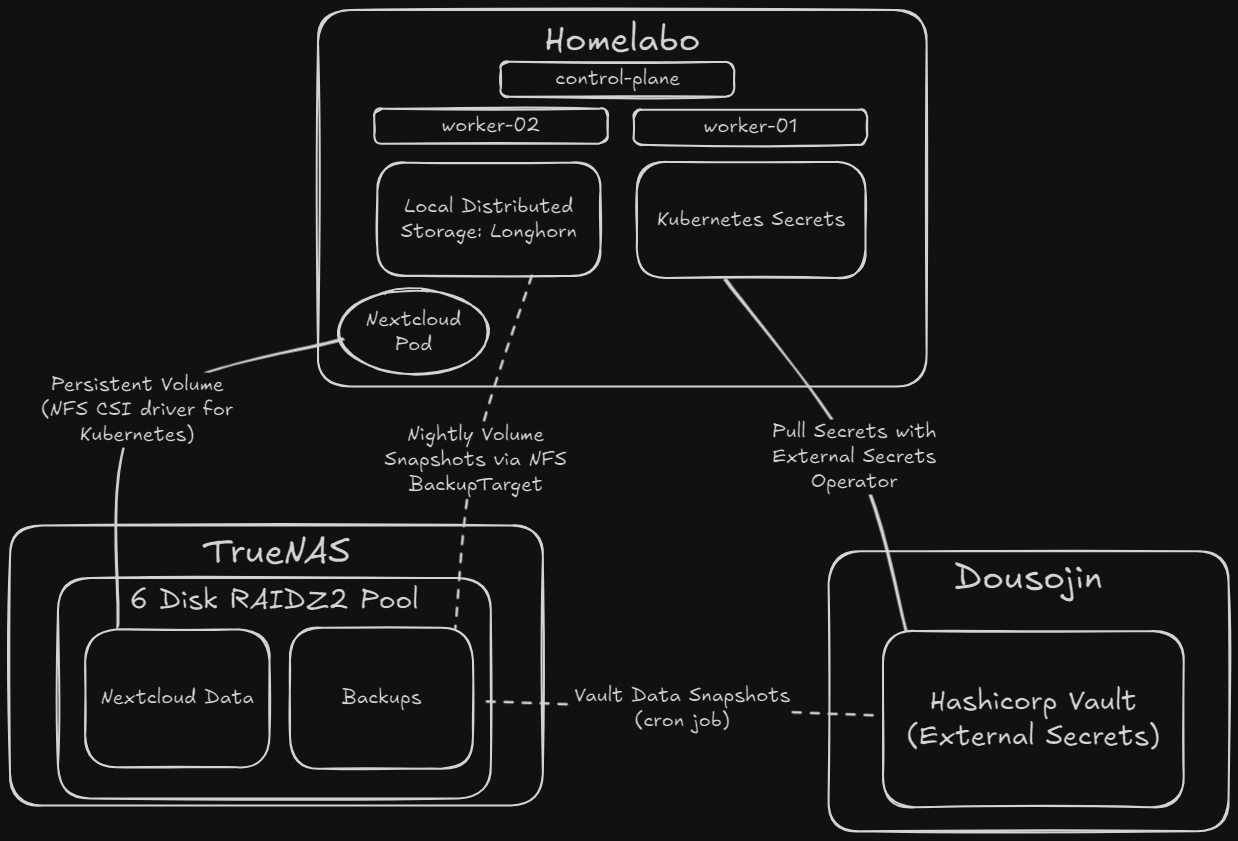 Homelabo
control-plane
worker-02
worker-01
Local Distributed
Storage: Longhorn
Kubernetes Secrets
Nextcloud
Pod
Persistent Volume
(NFS CSI driver for
Kubernetes)
Nightly Volume
Snapshots via NFS
BackupTarget
Pull Secrets with
External Secrets
Operator
TrueNAS
6 Disk RAIDZ2 Pool
Nextcloud Data
Backups
Vault Data Snapshots
(cron job)
Dousojin
Hashicorp Vault
(External Secrets)